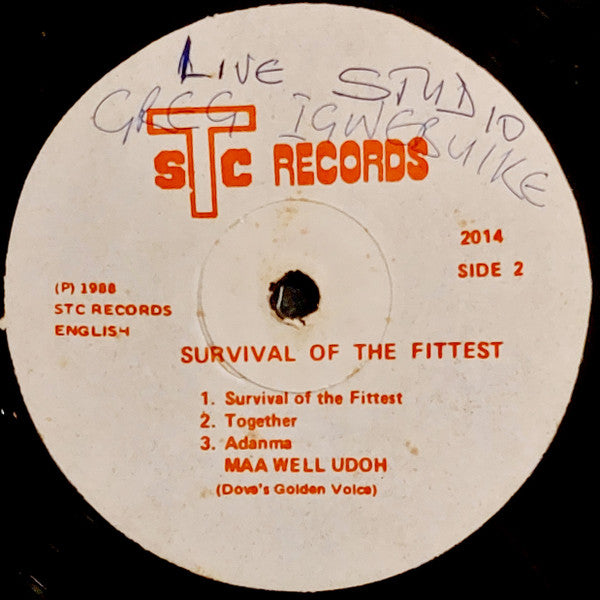 LIVE STUDIO
GREG IGWEBUIKE
STC RECORDS
2014
SIDE 2
(P) 1988
STC RECORDS
ENGLISH
SURVIVAL OF THE FITTEST
1. Survival of the Fittest
2. Together
3. Adanma
MAA WELL UDOH
(Dove's Golden Voice)